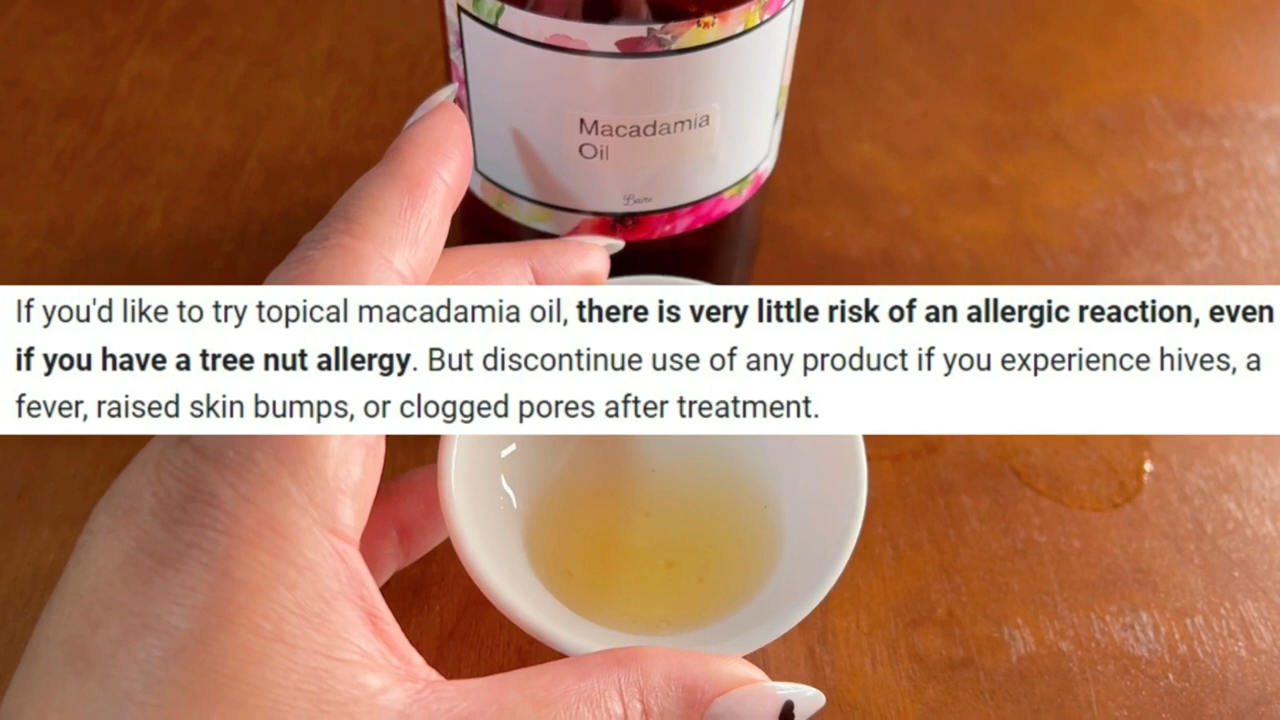 Macadamia
Oil
If you'd like to try topical macadamia oil, there is very little risk of an allergic reaction, even
if you have a tree nut allergy. But discontinue use of any product if you experience hives, a
fever, raised skin bumps, or clogged pores after treatment.